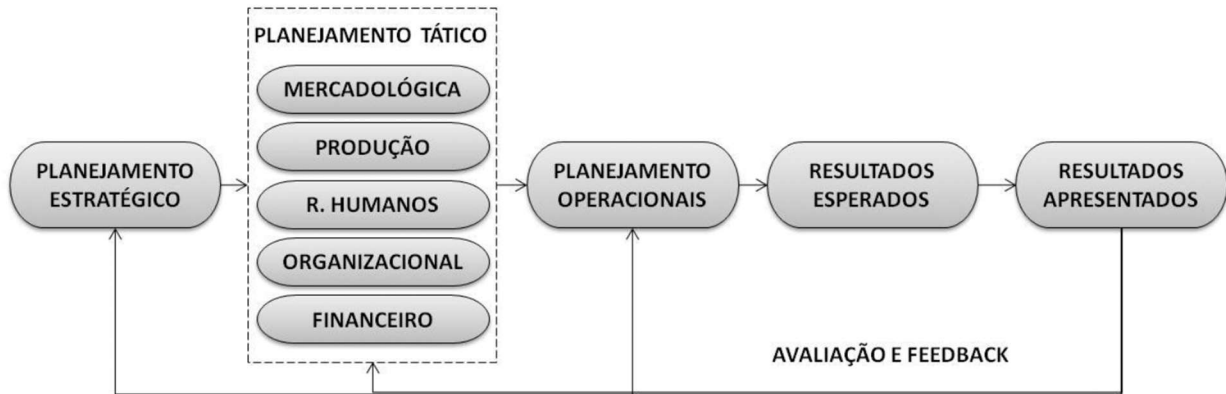 PLANEJAMENTO
ESTRATÉGICO
PLANEJAMENTO TÁTICO
MERCADOLÓGICA
PRODUÇÃO
R. HUMANOS
ORGANIZACIONAL
FINANCEIRO
PLANEJAMENTO
OPERACIONAIS
RESULTADOS
ESPERADOS
RESULTADOS
APRESENTADOS
AVALIAÇÃO E FEEDBACK